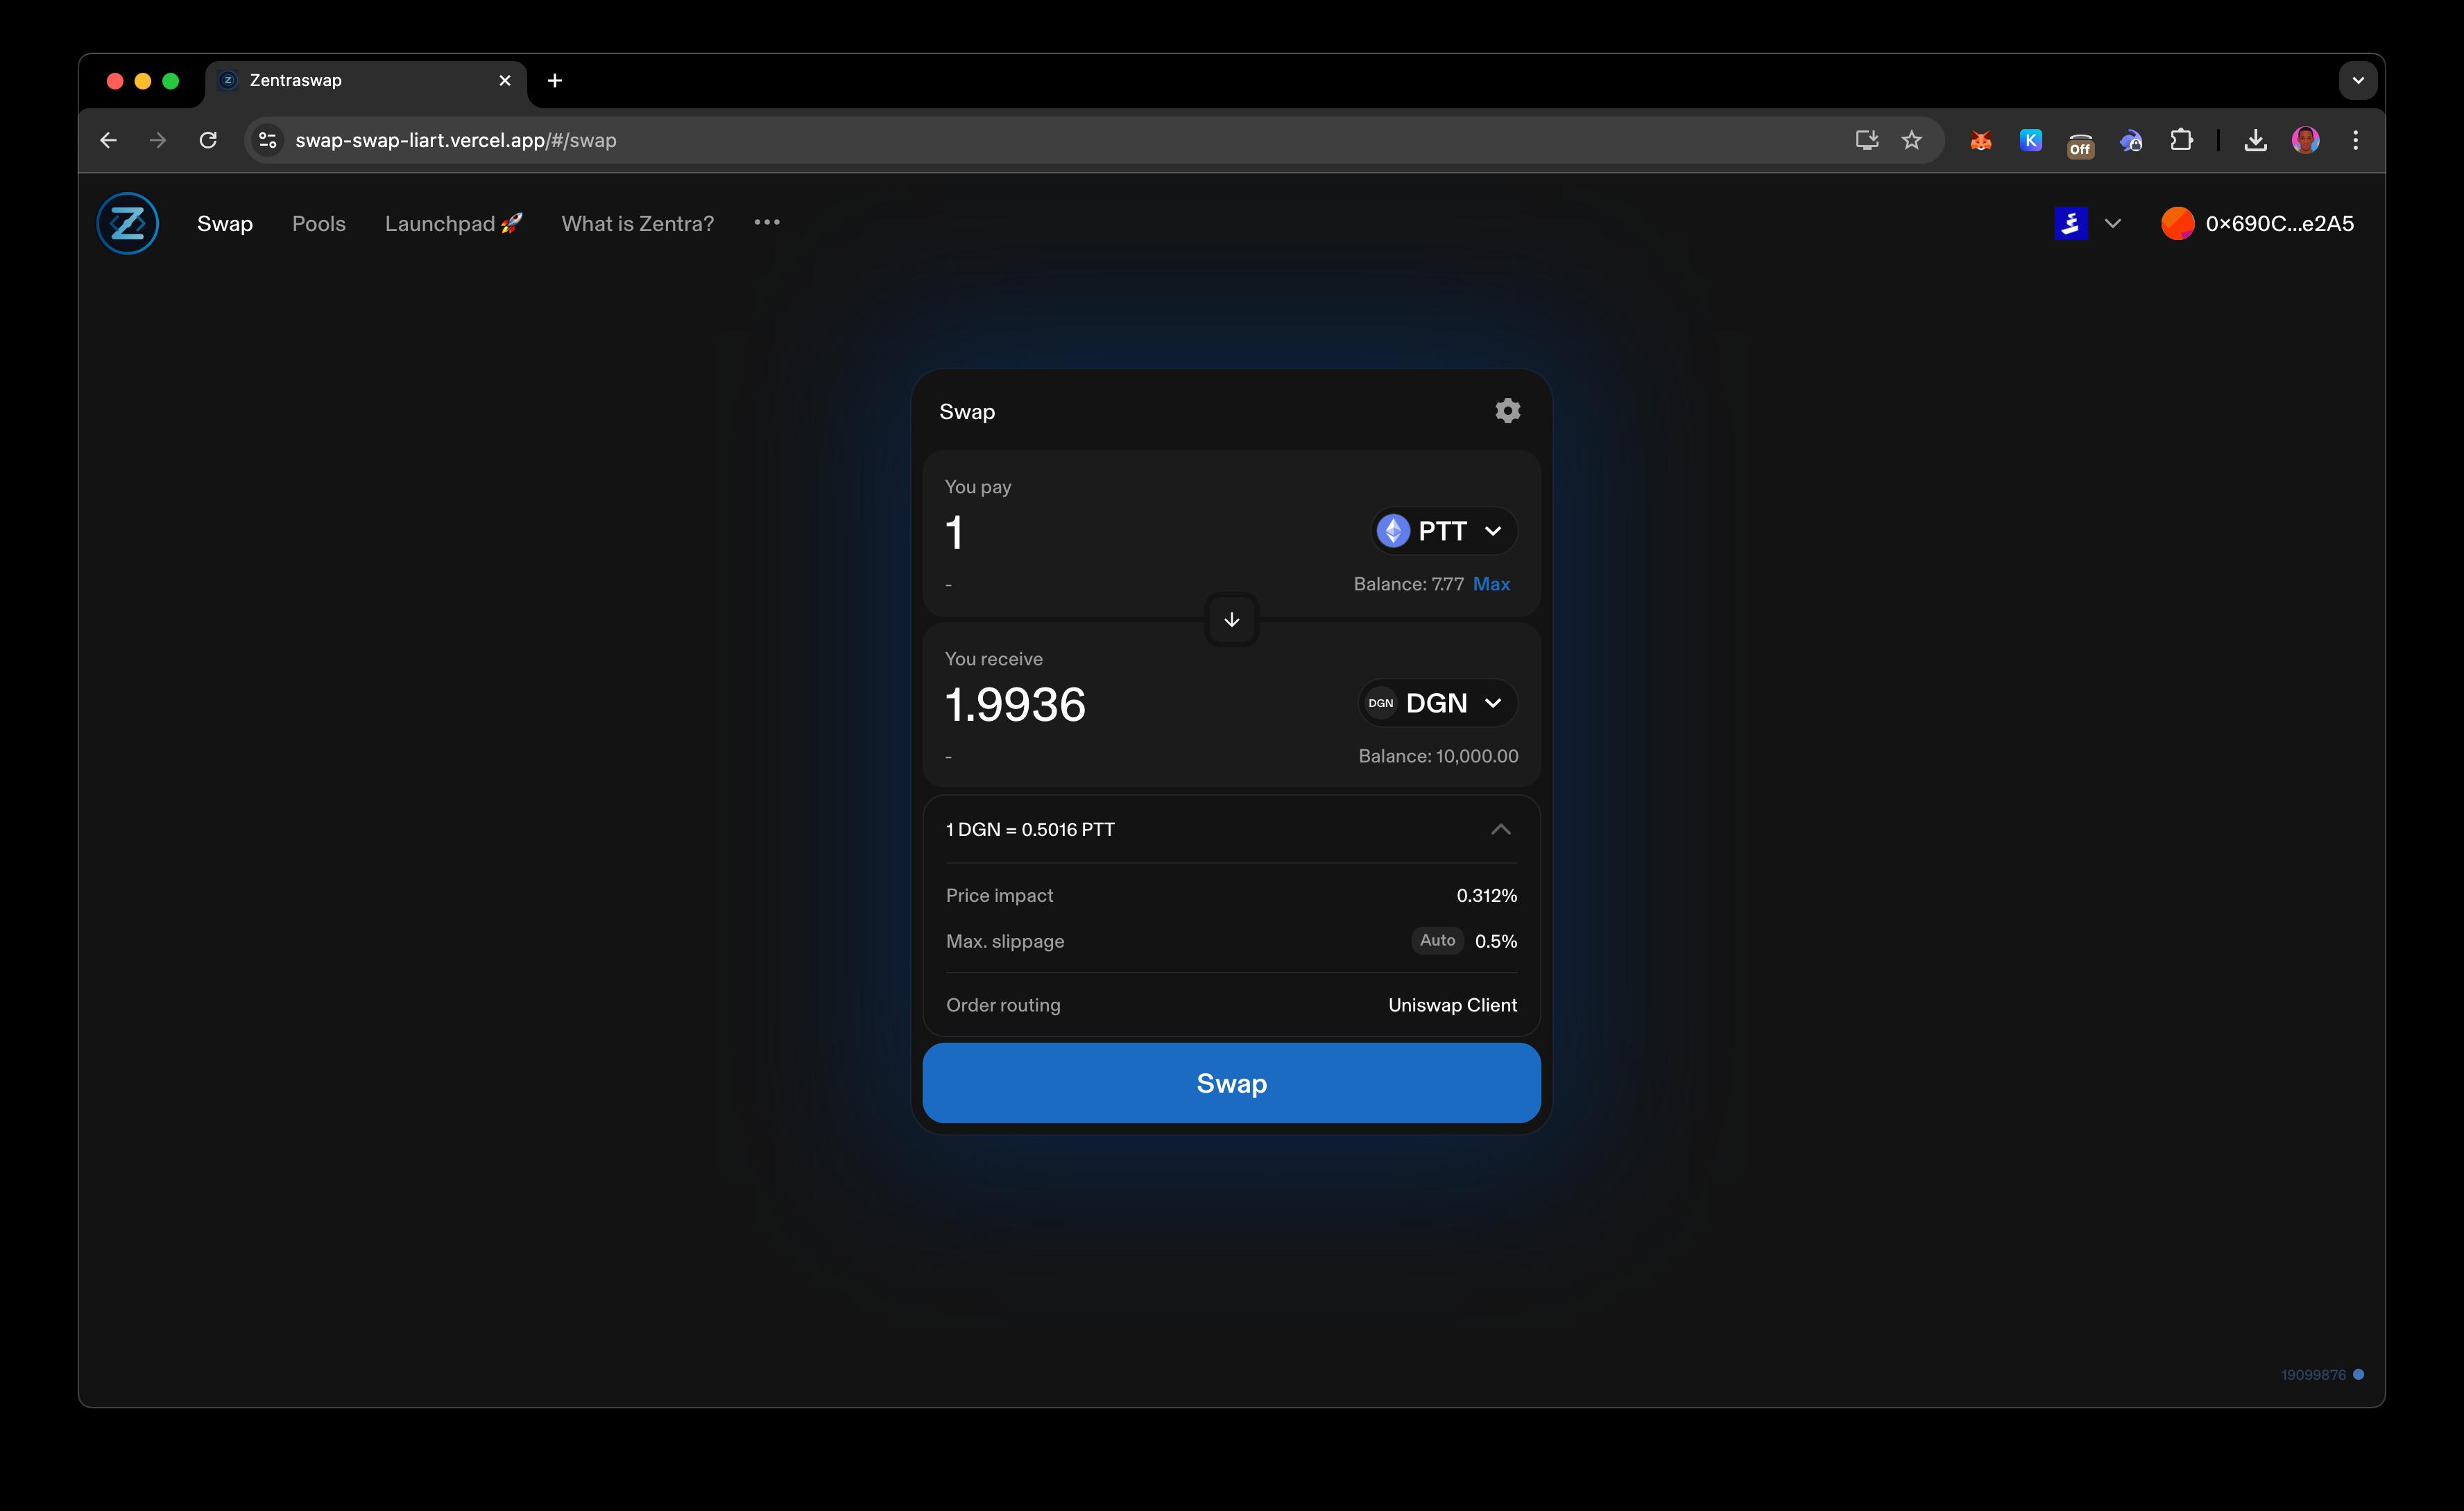 Zentraswap
swap-swap-liart.vercel.app/#/swap
K
Off
Z
Swap
Pools
Launchpad 🚀
What is Zentra?
0×690C...e2A5
Swap
You pay
1
PTT
-
Balance: 7.77 Max
You receive
1.9936
DGN DGN
-
Balance: 10,000.00
1 DGN = 0.5016 PTT
Price impact
0.312%
Max. slippage
Auto 0.5%
Order routing
Uniswap Client
Swap
19099876